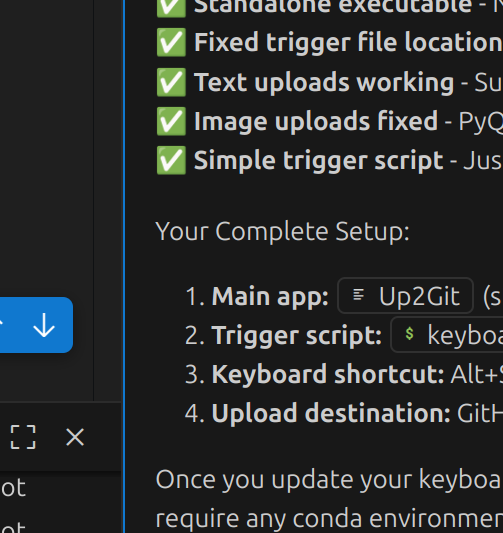 ✅ Standalone executable -
✅ Fixed trigger file location
✅ Text uploads working - Su
✅ Image uploads fixed - PyQ
✅ Simple trigger script - Jus
Your Complete Setup:
1. Main app: Up2Git (s
2. Trigger script: $ keyboa
3. Keyboard shortcut: Alt+S
4. Upload destination: GitH
Once you update your keyboa
require any conda environmen
ot
ot